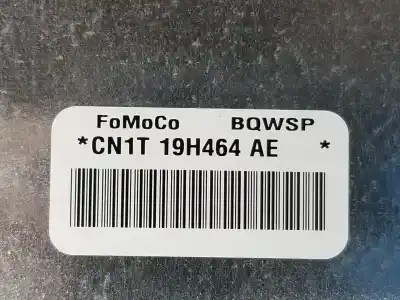 FoMoCo BQWSP
*CN1T 19H464 AE *